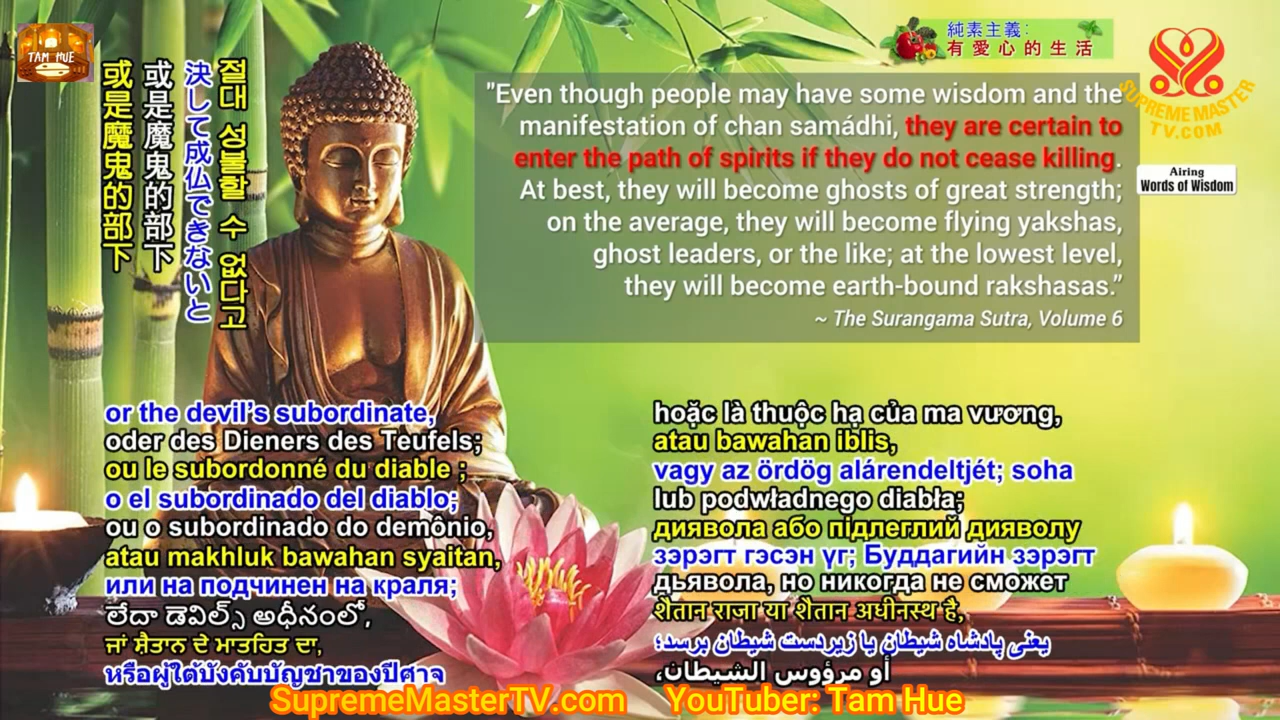 TAM HUE
純素主義:
有愛心的生活
SUPREME MASTER
TV.COM
Airing
Words of Wisdom
절대 성불할 수 없다고
決して成仏できないと
或是魔鬼的部下
或是魔鬼的部下
"Even though people may have some wisdom and the
manifestation of chan samádhi, they are certain to
enter the path of spirits if they do not cease killing.
At best, they will become ghosts of great strength;
on the average, they will become flying yakshas,
ghost leaders, or the like; at the lowest level,
they will become earth-bound rakshasas.”
~ The Surangama Sutra, Volume 6
or the devil’s subordinate,
oder des Dieners des Teufels;
ou le subordonné du diable ;
o el subordinado del diablo;
ou o subordinado do demônio,
atau makhluk bawahan syaitan,
или на подчинен на краля;
లేదా డెవిల్స్ అధీనంలో,
ਜਾਂ ਸ਼ੈਤਾਨ ਦੇ ਮਾਤਹਿਤ ਦਾ,
หรือผู้ใต้บังคับบัญชาของปีศาจ
hoặc là thuộc hạ của ma vương,
atau bawahan iblis,
vagy az ördög alárendeltjét; soha
lub podwładnego diabła;
диявола або підлеглий дияволу
зэрэгт гэсэн үг; Буддагийн зэрэгт
дьявола, но никогда не сможет
शैतान राजा या शैतान अधीनस्थ है,
یعنی پادشاه شیطان یا زیردست شیطان برسد؛
أو مرؤوس الشيطان،
SupremeMasterTV.com YouTuber: Tam Hue